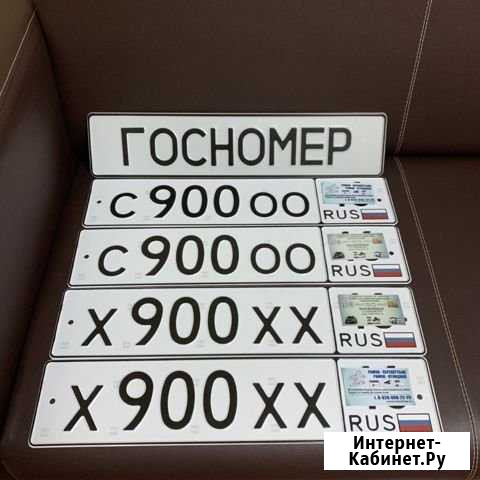 ГОСНОМЕР
С 900 ОО
RUS
С 900 ОО
RUS
Х 900 ХХ
RUS
Х 900 ХХ
RUS
Интернет-
Кабинет.Ру